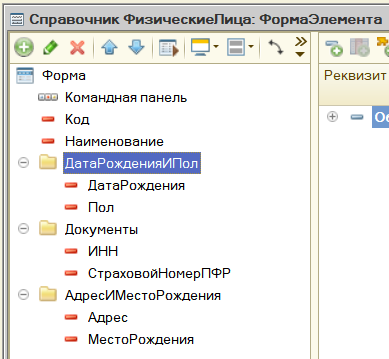 Справочник ФизическиеЛица: ФормаЭлемента
Форма
Командная панель
Код
Наименование
ДатаРожденияИПол
ДатаРождения
Пол
Документы
ИНН
СтраховойНомерПФР
АдресИМестоРождения
Адрес
МестоРождения
Реквизит